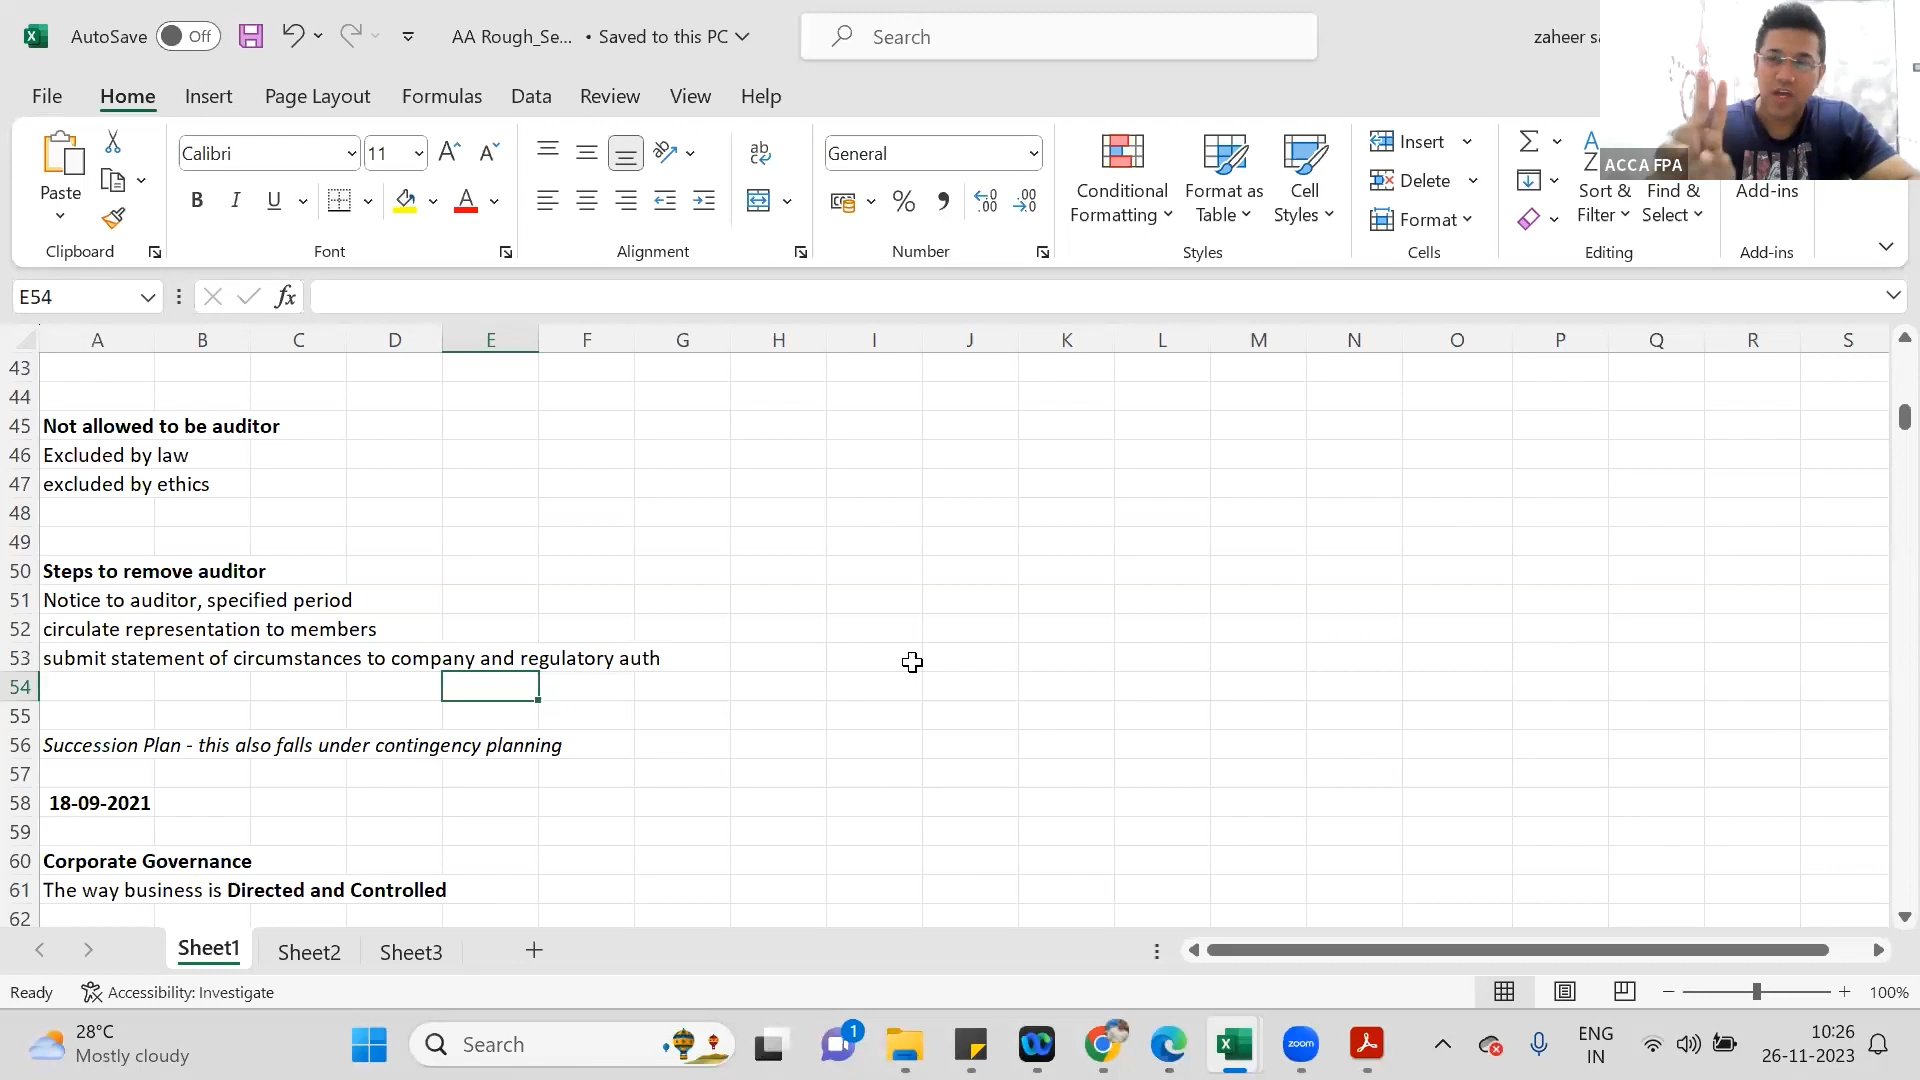 AutoSave Off AA Rough_Se... • Saved to this PC Search zaheer sa
File Home Insert Page Layout Formulas Data Review View Help
ACCA FPA
Paste Calibri 11 General
B I U
Conditional Formatting Format as Table Cell Styles
Insert
Delete
Format
Sort & Filter Find & Select Add-ins
Clipboard Font Alignment Number Styles Cells Editing Add-ins
E54 fx
A B C D E F G H I J K L M N O P Q R S
43
44
45 Not allowed to be auditor
46 Excluded by law
47 excluded by ethics
48
49
50 Steps to remove auditor
51 Notice to auditor, specified period
52 circulate representation to members
53 submit statement of circumstances to company and regulatory auth
54
55
56 Succession Plan - this also falls under contingency planning
57
58 18-09-2021
59
60 Corporate Governance
61 The way business is Directed and Controlled
62
Sheet1 Sheet2 Sheet3
Ready Accessibility: Investigate 100%
28°C
Mostly cloudy
Search 1 zoom
ENG
IN
10:26
26-11-2023